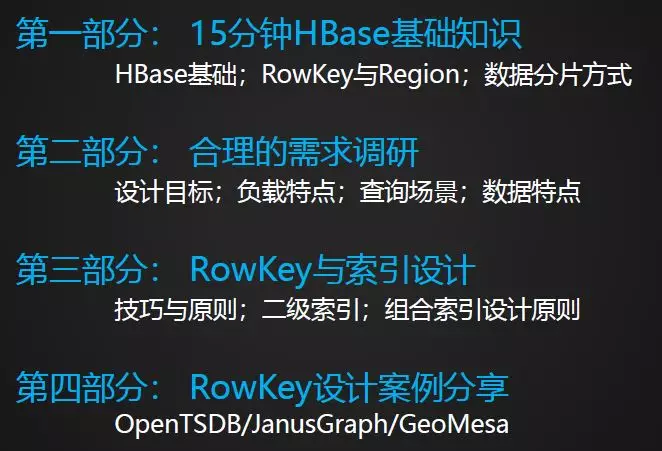 第一部分： 15分钟HBase基础知识
HBase基础；RowKey与Region；数据分片方式
第二部分： 合理的需求调研
设计目标；负载特点；查询场景；数据特点
第三部分： RowKey与索引设计
技巧与原则；二级索引；组合索引设计原则
第四部分： RowKey设计案例分享
OpenTSDB/JanusGraph/GeoMesa